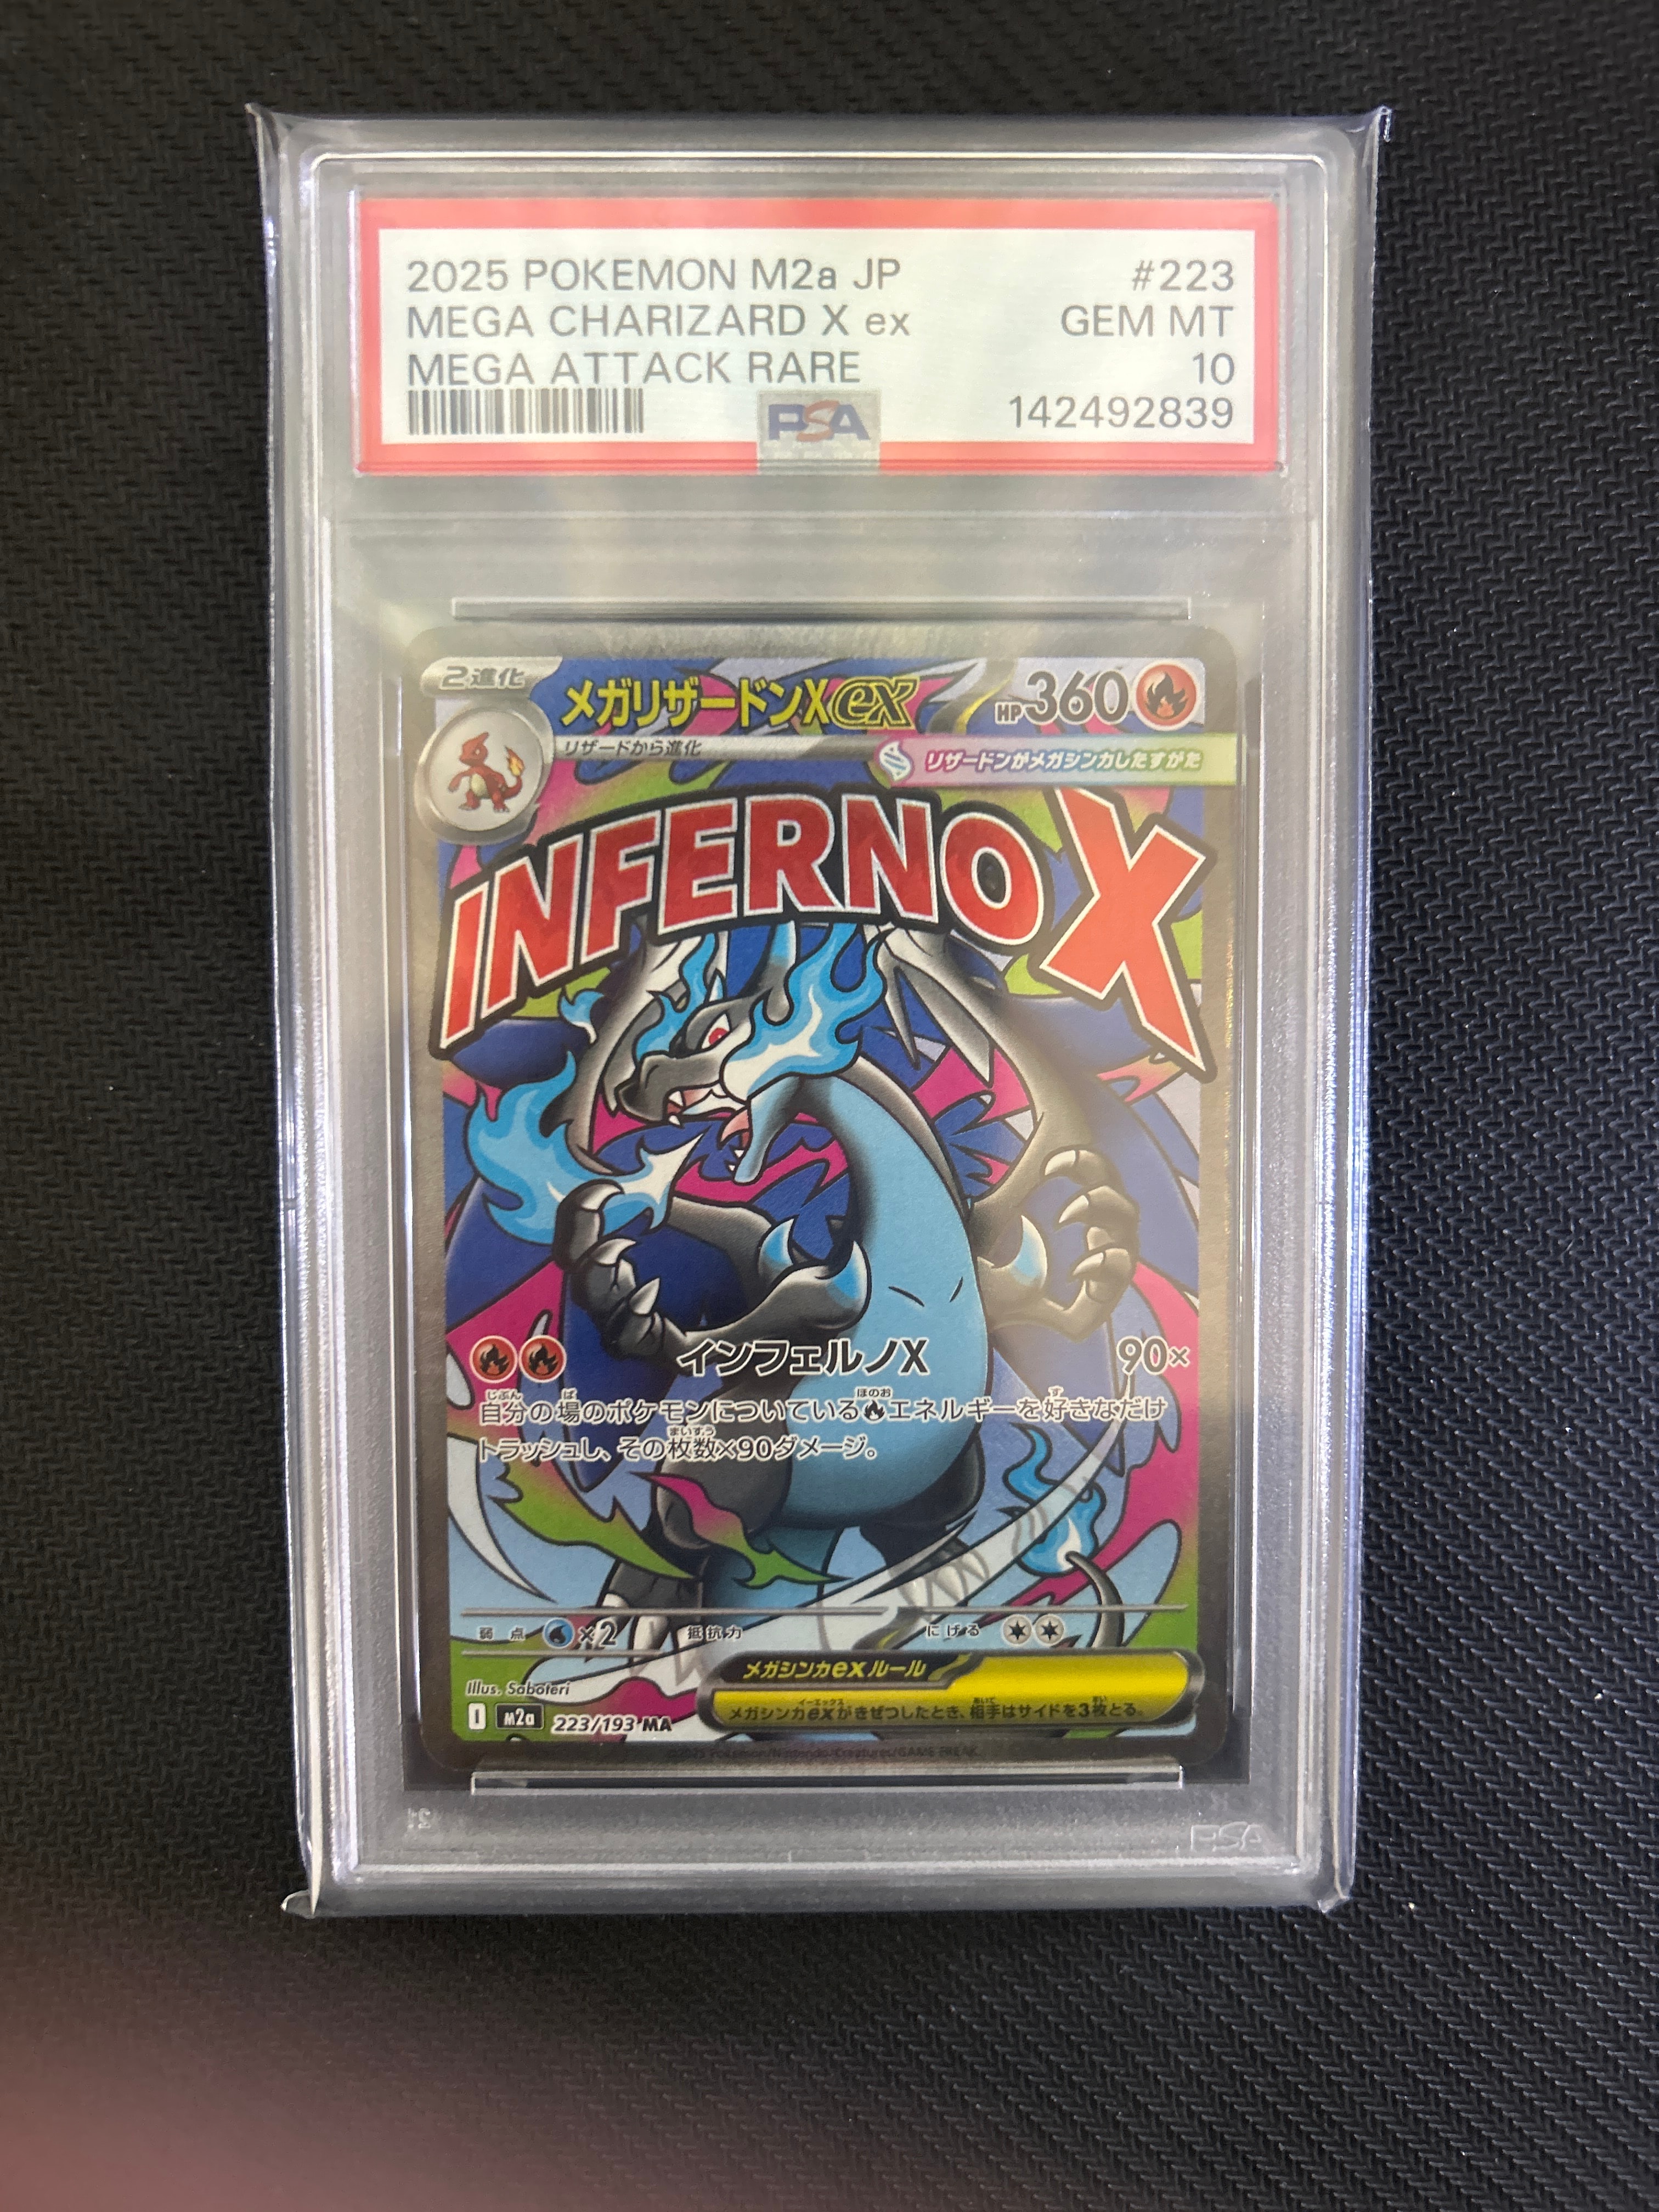 2025 POKEMON M2a JP #223
MEGA CHARIZARD X ex GEM MT
MEGA ATTACK RARE 10
PSA 142492839
2進化 メガリザードンXex HP360
リザードから進化 リザードンがメガシンカしたすがた
INFERNO X
インフェルノX 90×
自分の場のポケモンについているエネルギーを好きなだけ
トラッシュし、その枚数×90ダメージ。
弱点 ×2 抵抗力 にげる
メガシンカexルール
メガシンカexがきぜつしたとき、相手はサイドを3枚とる。
Illus. Saboteri
I M2a 223/193 MA
©2025 Pokémon/Nintendo/Creatures/GAME FREAK
PSA